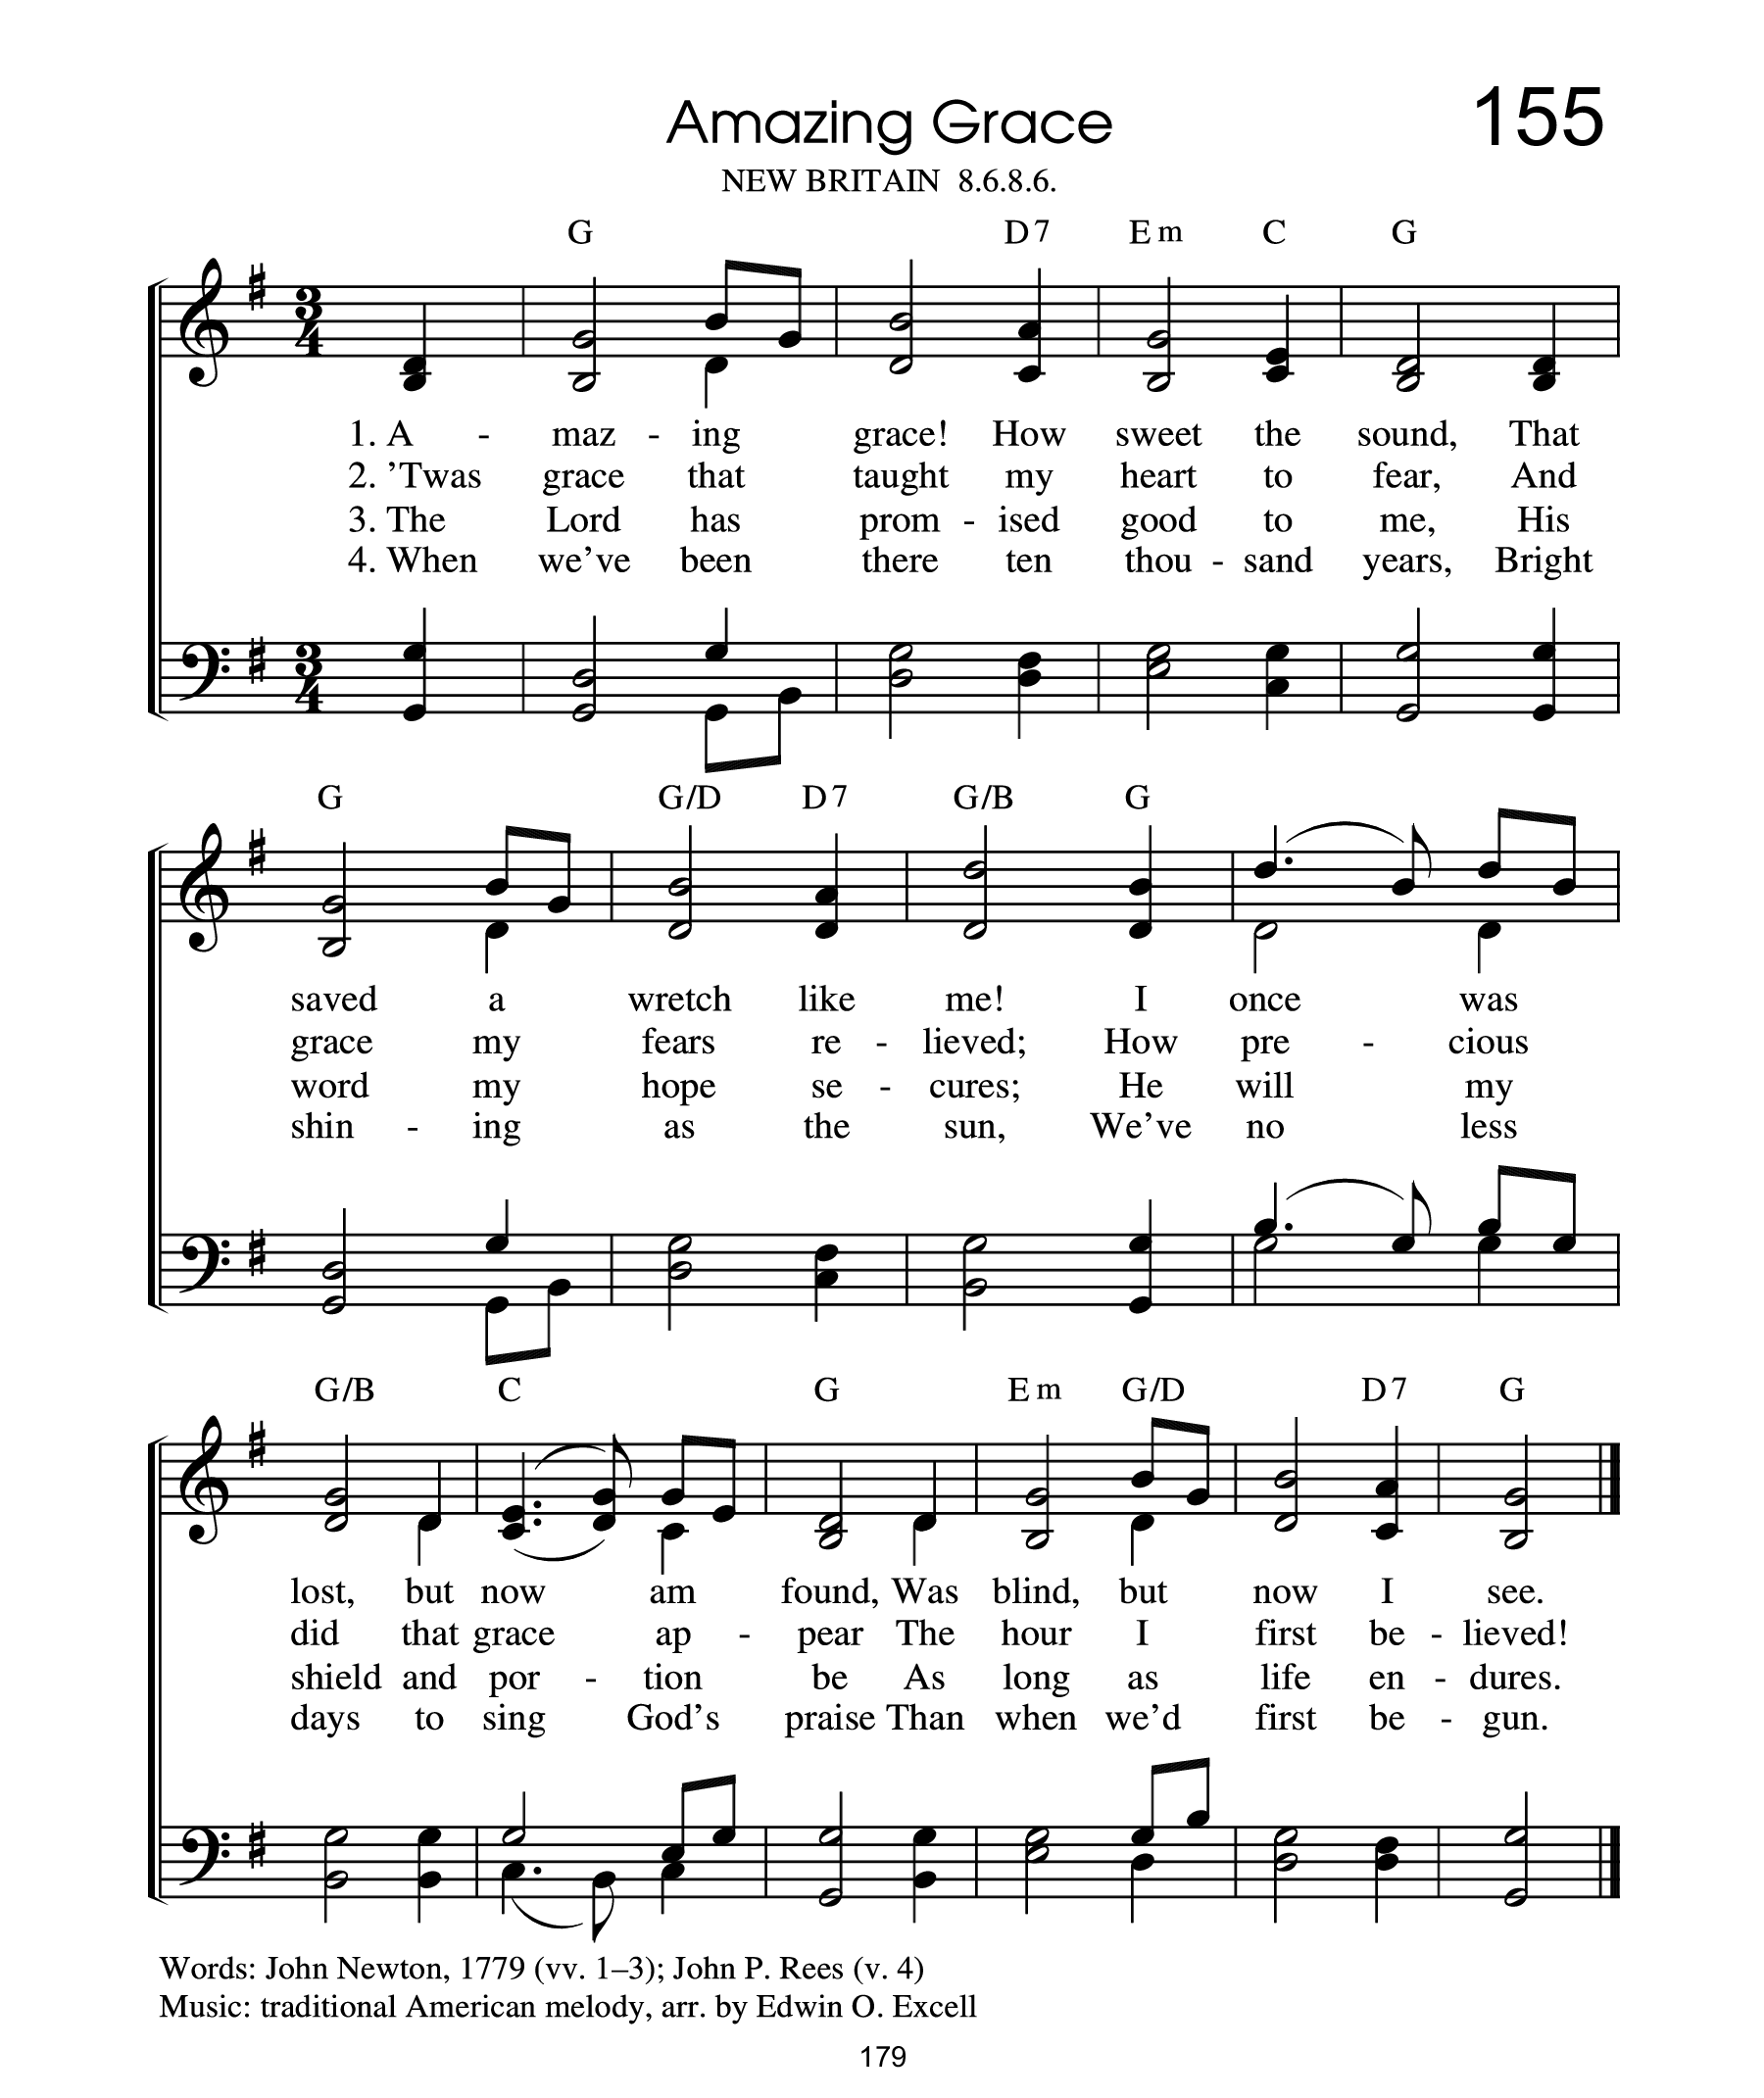 Amazing Grace 155
NEW BRITAIN 8.6.8.6.
G D7 Em C G
3 4
1. A - maz - ing grace! How sweet the sound, That
2. ’Twas grace that taught my heart to fear, And
3. The Lord has prom - ised good to me, His
4. When we’ve been there ten thou - sand years, Bright
3 4
G G/D D7 G/B G
saved a wretch like me! I once was
grace my fears re - lieved; How pre - cious
word my hope se - cures; He will my
shin - ing as the sun, We’ve no less
G/B C G Em G/D D7 G
lost, but now am found, Was blind, but now I see.
did that grace ap - pear The hour I first be - lieved!
shield and por - tion be As long as life en - dures.
days to sing God’s praise Than when we’d first be - gun.
Words: John Newton, 1779 (vv. 1–3); John P. Rees (v. 4)
Music: traditional American melody, arr. by Edwin O. Excell
179